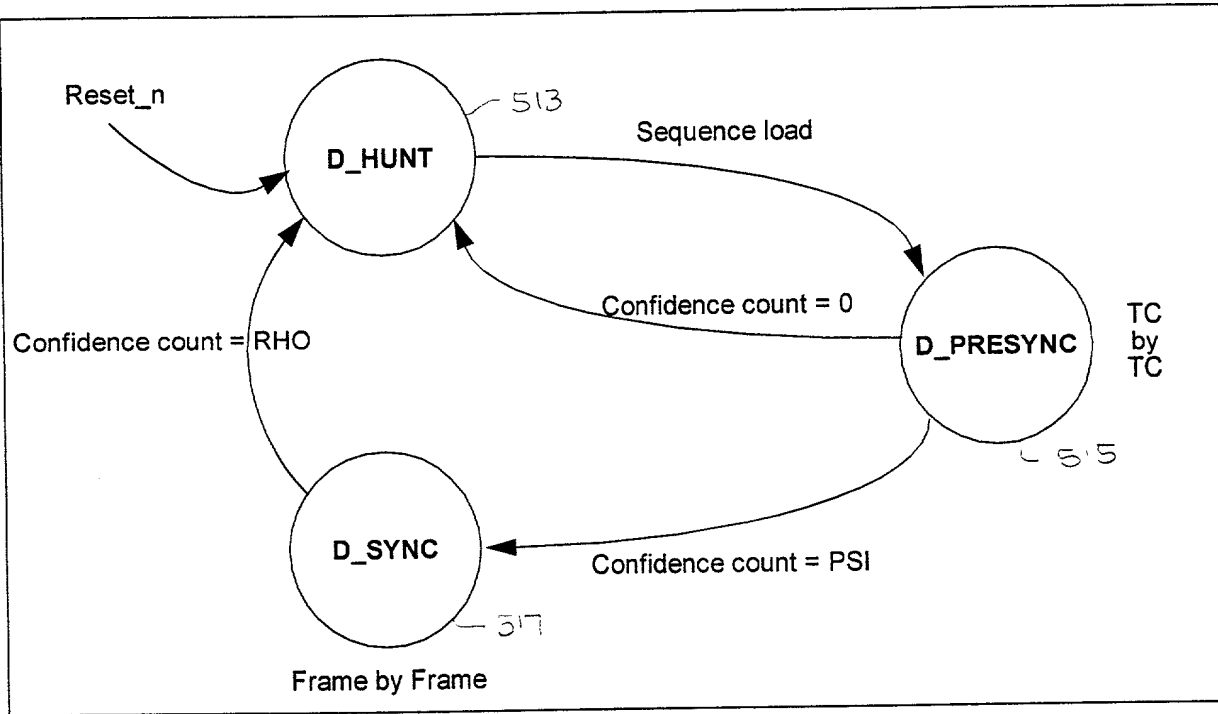 Reset_n
513
Sequence load
D_HUNT
Confidence count = 0
TC
by
TC
Confidence count = RHO
D_PRESYNC
515
D_SYNC
Confidence count = PSI
517
Frame by Frame